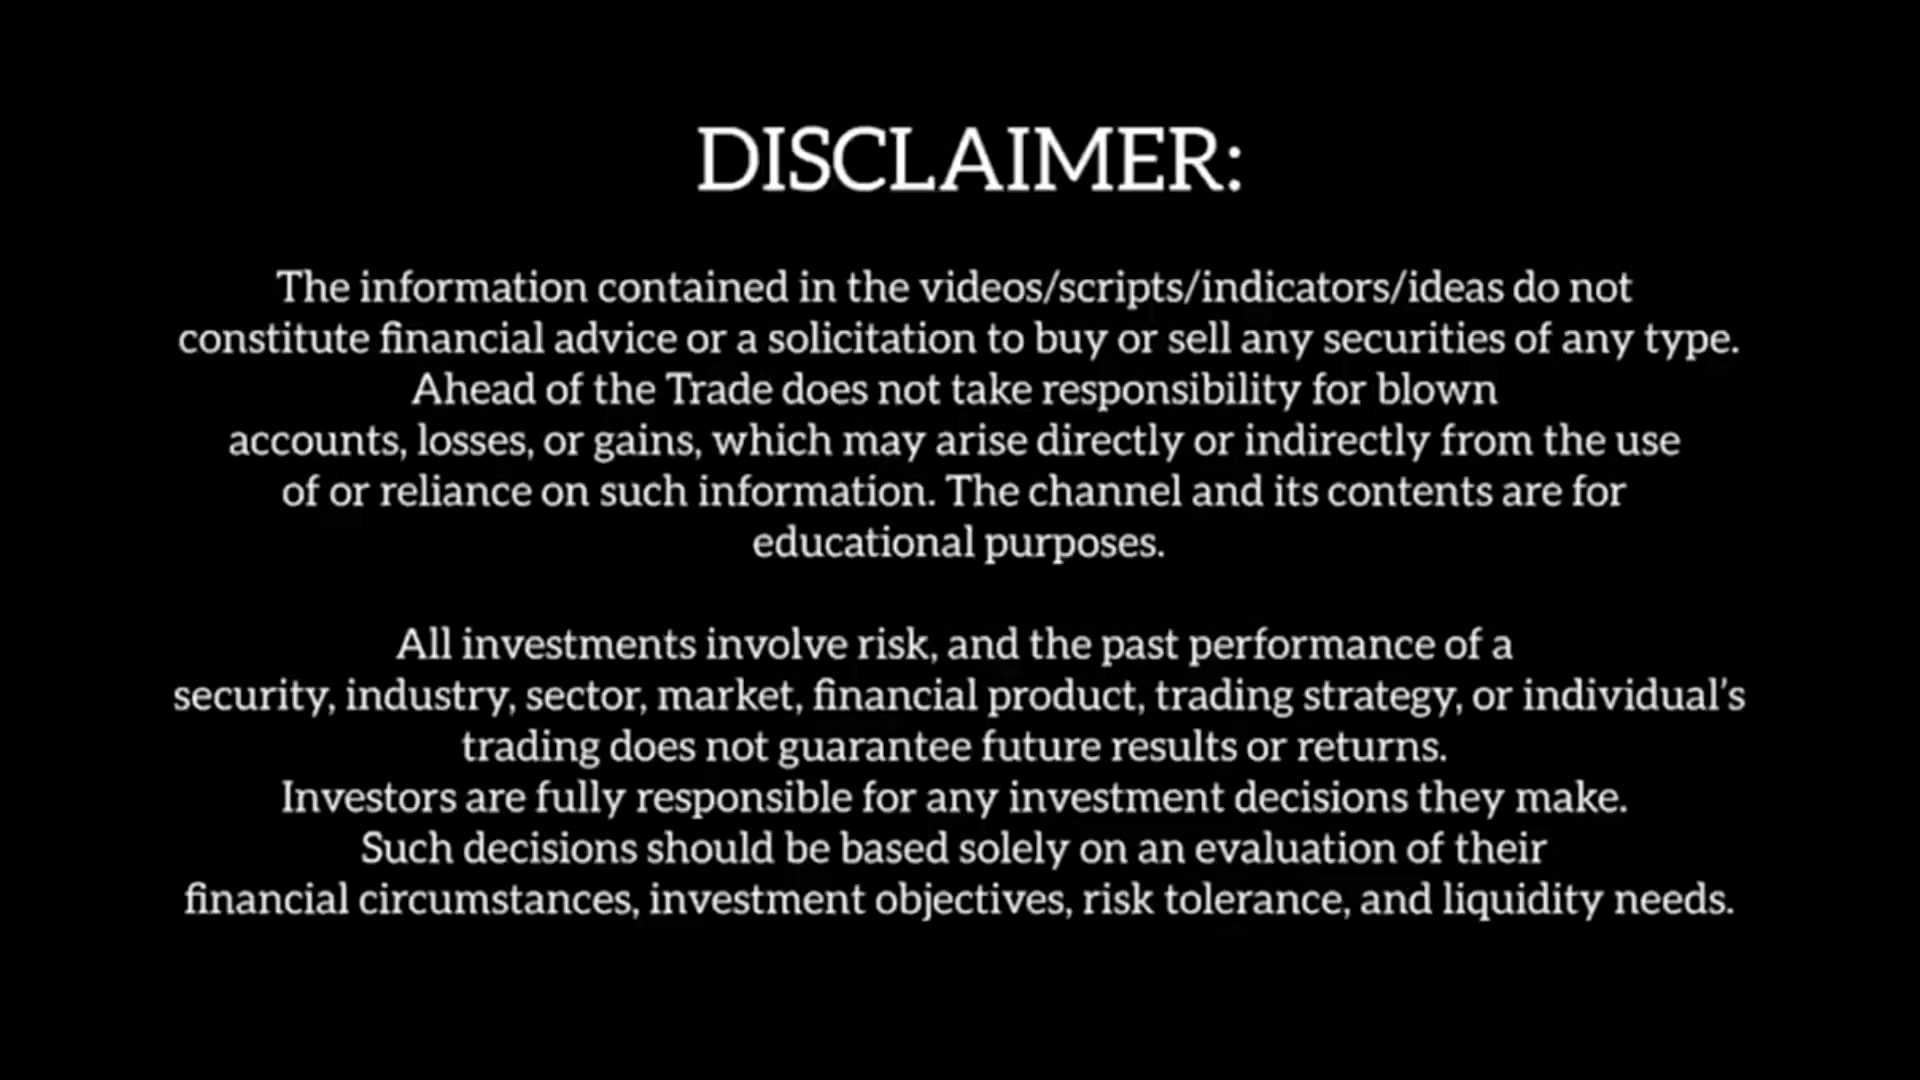 DISCLAIMER:
The information contained in the videos/scripts/indicators/ideas do not
constitute financial advice or a solicitation to buy or sell any securities of any type.
Ahead of the Trade does not take responsibility for blown
accounts, losses, or gains, which may arise directly or indirectly from the use
of or reliance on such information. The channel and its contents are for
educational purposes.
All investments involve risk, and the past performance of a
security, industry, sector, market, financial product, trading strategy, or individual’s
trading does not guarantee future results or returns.
Investors are fully responsible for any investment decisions they make.
Such decisions should be based solely on an evaluation of their
financial circumstances, investment objectives, risk tolerance, and liquidity needs.